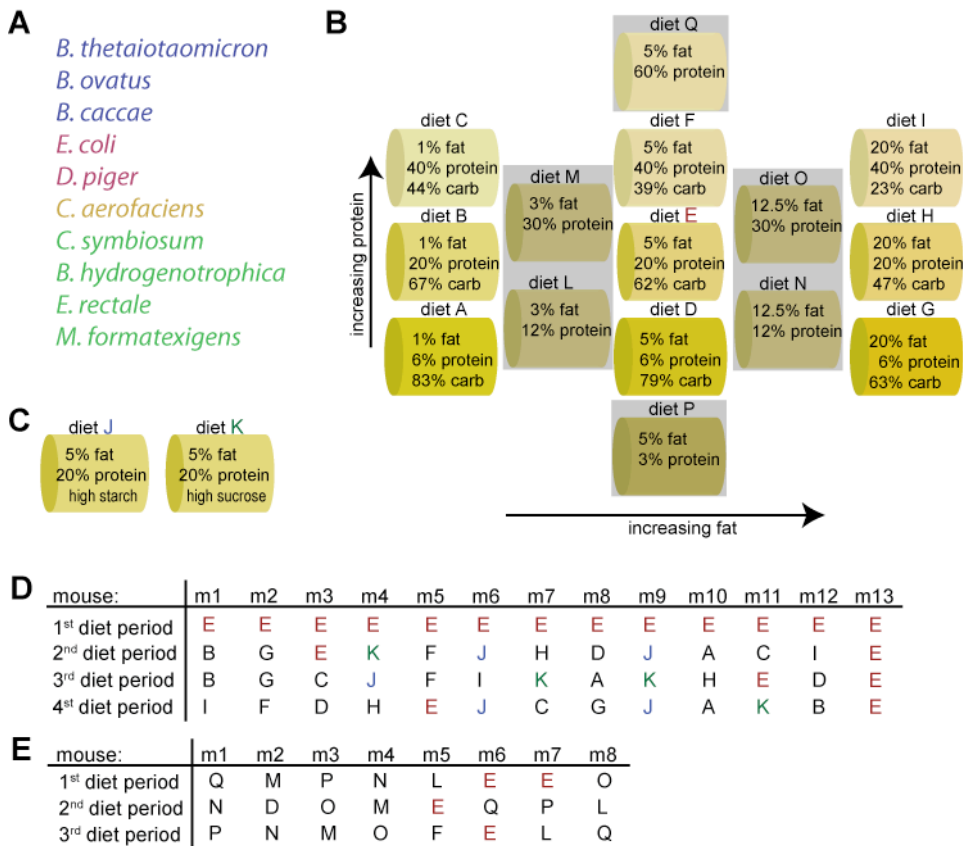 A
B. thetaiotaomicron
B. ovatus
B. caccae
E. coli
D. piger
C. aerofaciens
C. symbiosum
B. hydrogenotrophica
E. rectale
M. formatexigens
B
increasing protein
diet Q
5% fat
60% protein
diet C
1% fat
40% protein
44% carb
diet F
5% fat
40% protein
39% carb
diet I
20% fat
40% protein
23% carb
diet M
3% fat
30% protein
diet O
12.5% fat
30% protein
diet B
1% fat
20% protein
67% carb
diet E
5% fat
20% protein
62% carb
diet H
20% fat
20% protein
47% carb
diet L
3% fat
12% protein
diet N
12.5% fat
12% protein
diet A
1% fat
6% protein
83% carb
diet D
5% fat
6% protein
79% carb
diet G
20% fat
6% protein
63% carb
diet P
5% fat
3% protein
increasing fat
C
diet J
5% fat
20% protein
high starch
diet K
5% fat
20% protein
high sucrose
D
mouse: m1 m2 m3 m4 m5 m6 m7 m8 m9 m10 m11 m12 m13
1st diet period E E E E E E E E E E E E E
2nd diet period B G E K F J H D J A C I E
3rd diet period B G C J F I K A K H E D E
4th diet period I F D H E J C G J A K B E
E
mouse: m1 m2 m3 m4 m5 m6 m7 m8
1st diet period Q M P N L E E O
2nd diet period N D O M E Q P L
3rd diet period P N M O F E L Q